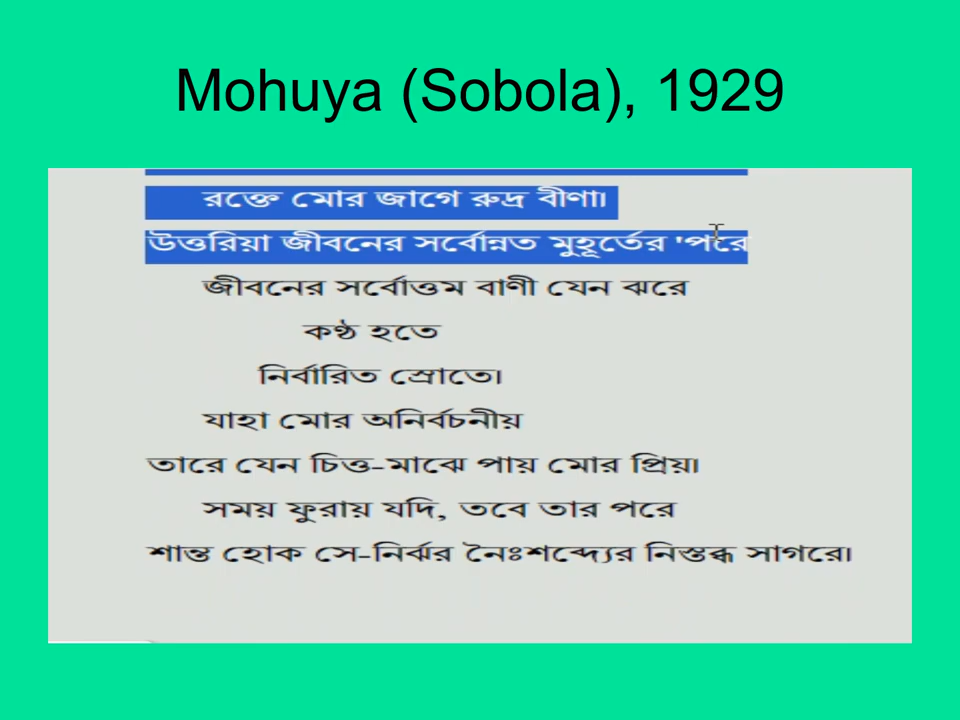 Mohuya (Sobola), 1929
রক্তে মোর জাগে রুদ্র বীণা।
উত্তরিয়া জীবনের সর্বোন্নত মুহূর্তের 'পরে
জীবনের সর্বোত্তম বাণী যেন ঝরে
কণ্ঠ হতে
নির্বারিত স্রোতে।
যাহা মোর অনির্বচনীয়
তারে যেন চিত্ত-মাঝে পায় মোর প্রিয়।
সময় ফুরায় যদি, তবে তার পরে
শান্ত হোক সে-নির্ঝর নৈঃশব্দ্যের নিস্তব্ধ সাগরে।